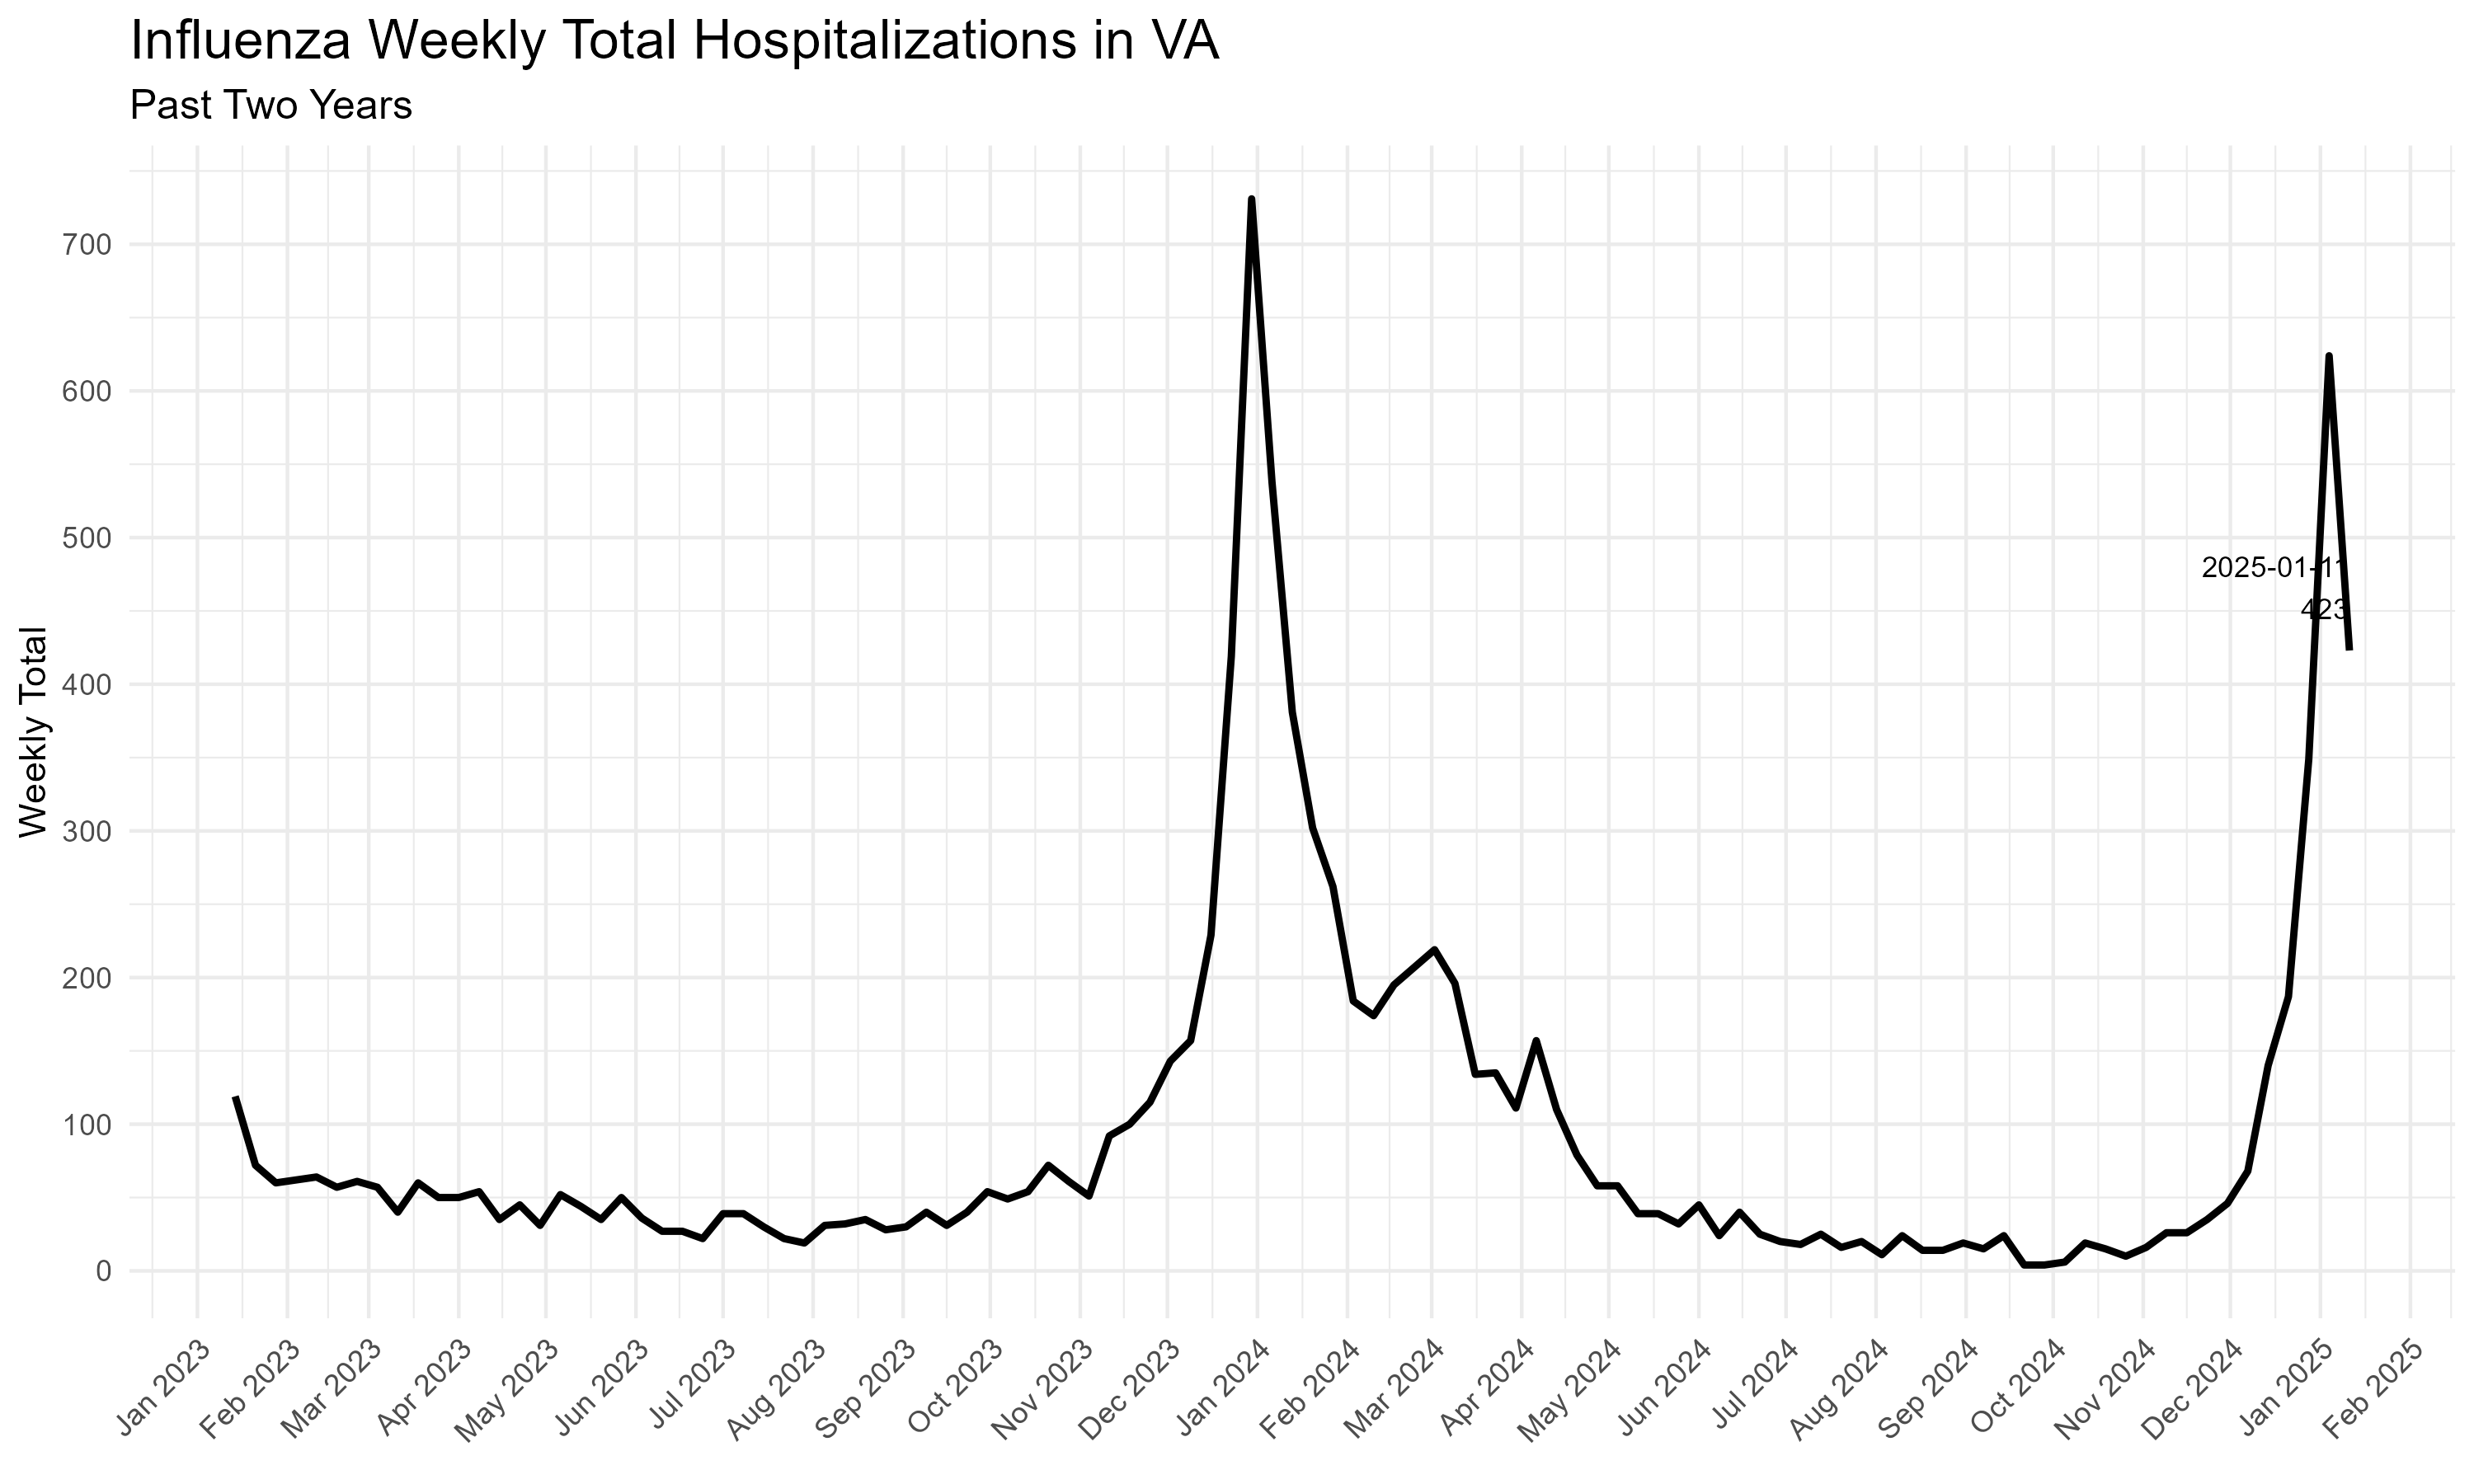 Influenza Weekly Total Hospitalizations in VA
Past Two Years
Weekly Total
700
600
500
400
300
200
100
0
2025-01-11
423
Jan 2023
Feb 2023
Mar 2023
Apr 2023
May 2023
Jun 2023
Jul 2023
Aug 2023
Sep 2023
Oct 2023
Nov 2023
Dec 2023
Jan 2024
Feb 2024
Mar 2024
Apr 2024
May 2024
Jun 2024
Jul 2024
Aug 2024
Sep 2024
Oct 2024
Nov 2024
Dec 2024
Jan 2025
Feb 2025